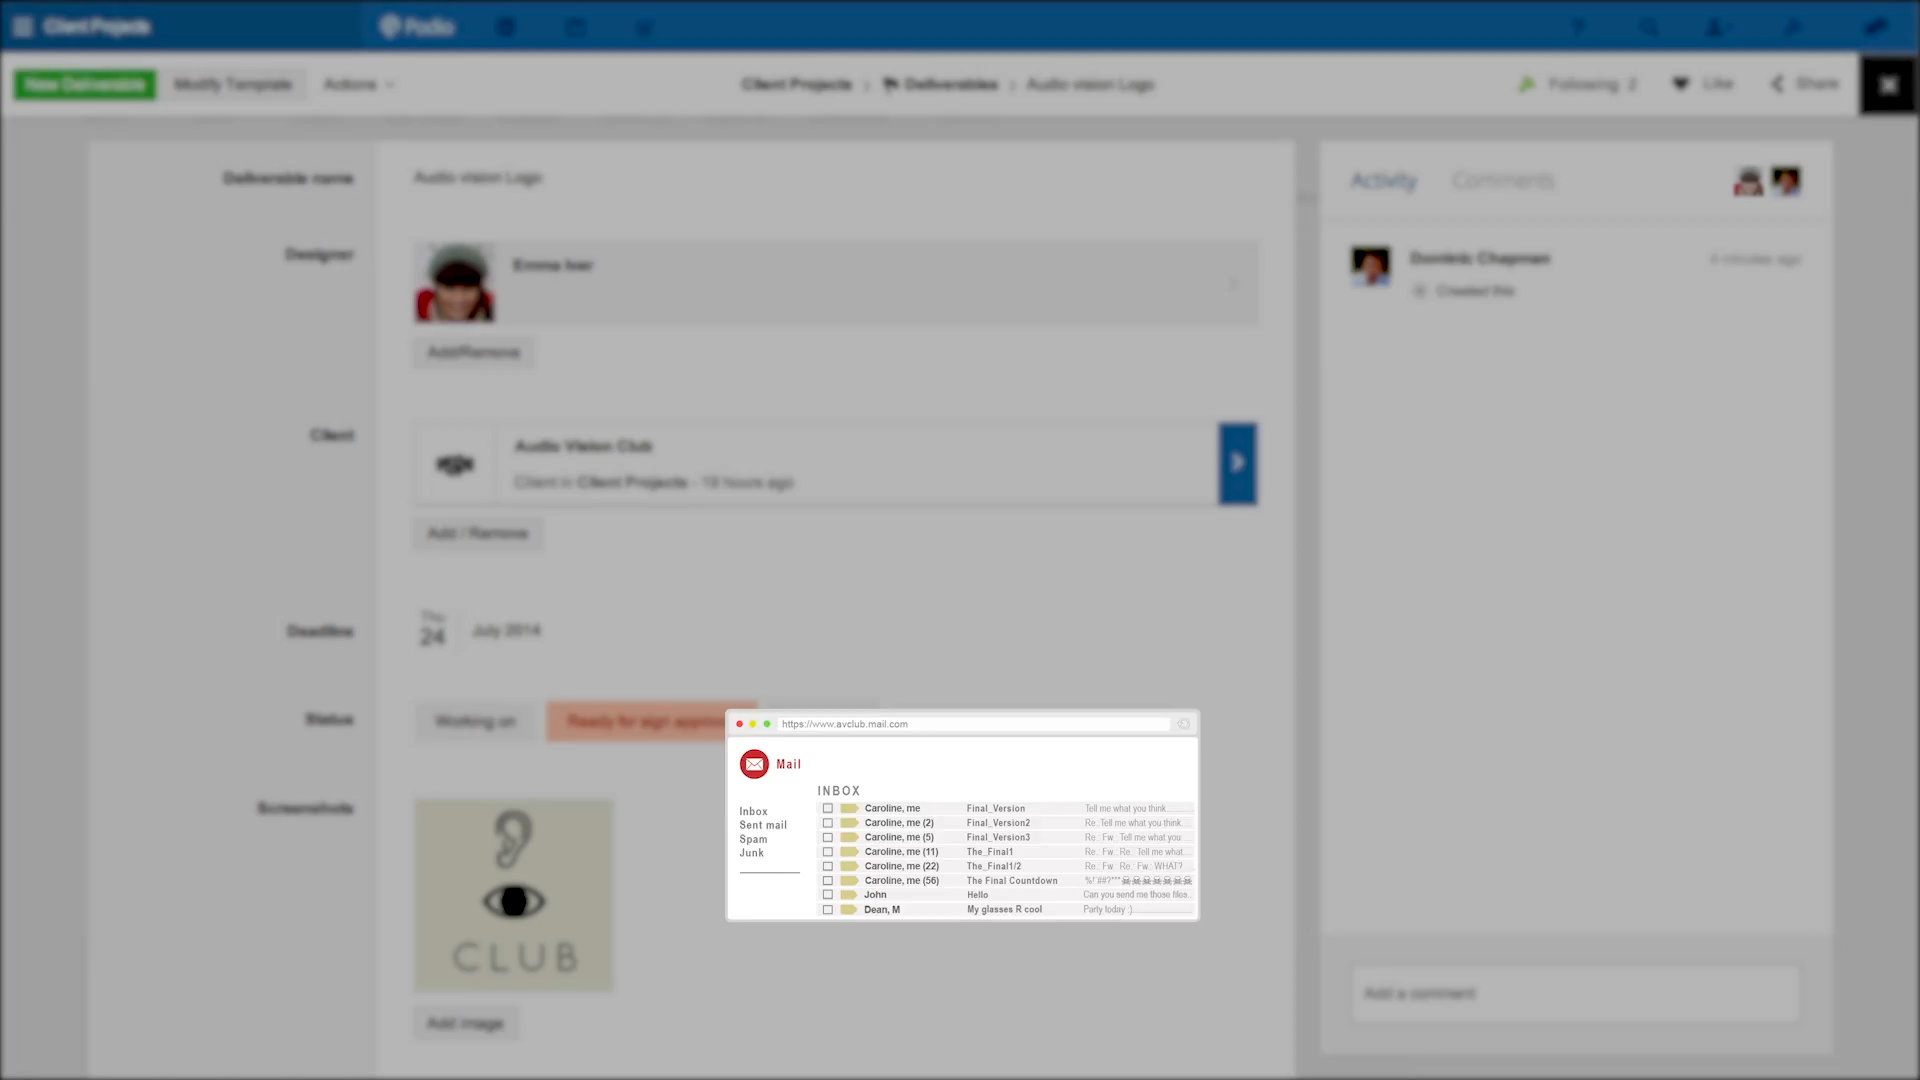 Client Projects
Podio
New Deliverable
Modify Template
Actions
Client Projects
Deliverables
Audio vision Logo
Following 2
Like
Share
Deliverable name
Audio vision Logo
Designer
Emma Iver
Add/Remove
Client
Audio Vision Club
Client in Client Projects - 19 hours ago
Add / Remove
Deadline
Thu
24
July 2014
Status
Working on
Ready for sign approv
Screenshots
CLUB
Add image
Activity
Comments
Dominic Chapman
4 minutes ago
Created this
Add a comment
https://www.avclub.mail.com
Mail
Inbox
Sent mail
Spam
Junk
INBOX
Caroline, me Final_Version Tell me what you think.......
Caroline, me (2) Final_Version2 Re.:Tell me what you think....
Caroline, me (5) Final_Version3 Re.: Fw.: Tell me what you....
Caroline, me (11) The_Final1 Re.: Fw.: Re.: Tell me what....
Caroline, me (22) The_Final1/2 Re.: Fw.: Re.: Fw.: WHAT?
Caroline, me (56) The Final Countdown %!´##?***☠☠☠☠☠☠☠
John Hello Can you send me those files..
Dean, M My glasses R cool Party today :)......................